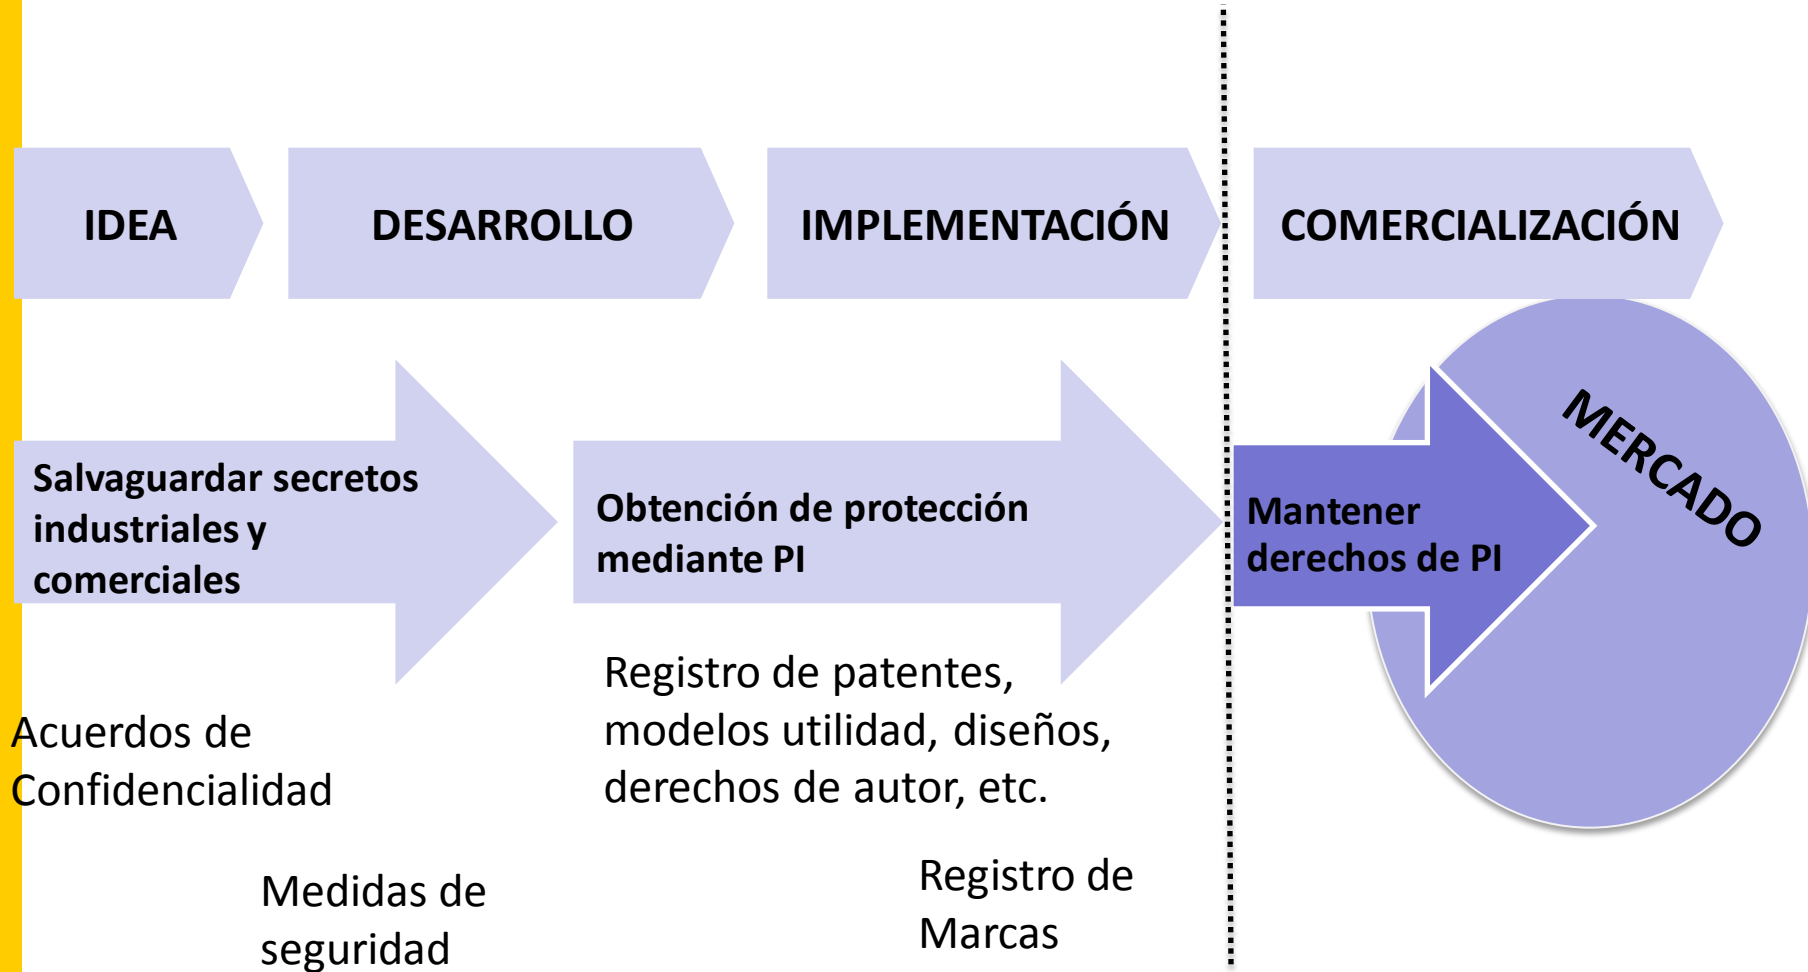 IDEA
DESARROLLO
IMPLEMENTACIÓN
COMERCIALIZACIÓN
Salvaguardar secretos
industriales y
comerciales
Obtención de protección
mediante PI
Mantener
derechos de PI
MERCADO
Acuerdos de
Confidencialidad
Registro de patentes,
modelos utilidad, diseños,
derechos de autor, etc.
Medidas de
seguridad
Registro de
Marcas